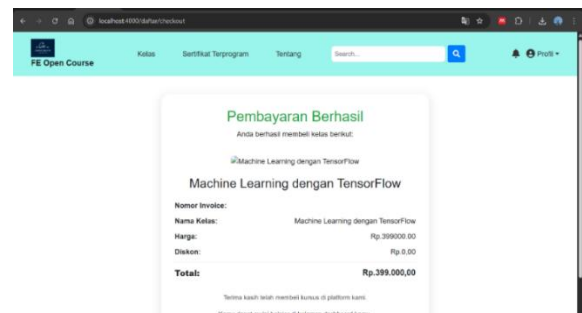 localhost:4000/daftar/checkout
FE Open Course
Kelas
Sertifikat Terprogram
Tentang
Search...
Profil
Pembayaran Berhasil
Anda berhasil membeli kelas berikut:
Machine Learning dengan TensorFlow
Machine Learning dengan TensorFlow
Nomor Invoice:
Nama Kelas: Machine Learning dengan TensorFlow
Harga: Rp.399000.00
Diskon: Rp.0,00
Total: Rp.399.000,00
Terima kasih telah membeli kursus di platform kami.